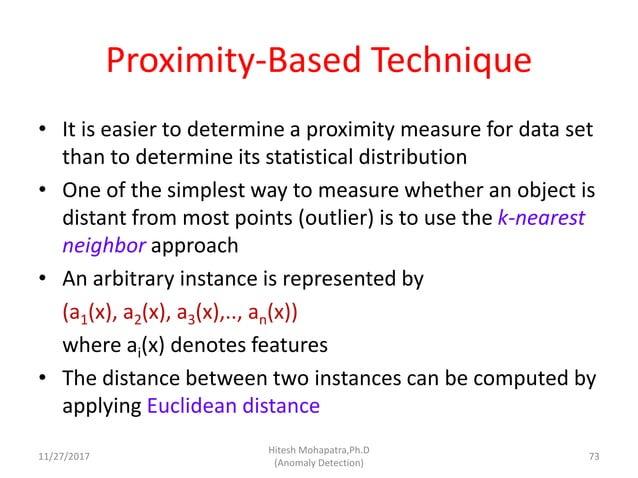 Proximity-Based Technique
• It is easier to determine a proximity measure for data set
than to determine its statistical distribution
• One of the simplest way to measure whether an object is
distant from most points (outlier) is to use the k-nearest
neighbor approach
• An arbitrary instance is represented by
(a₁(x), a₂(x), a₃(x),.., aₙ(x))
where aᵢ(x) denotes features
• The distance between two instances can be computed by
applying Euclidean distance
11/27/2017
Hitesh Mohapatra,Ph.D
(Anomaly Detection)
73